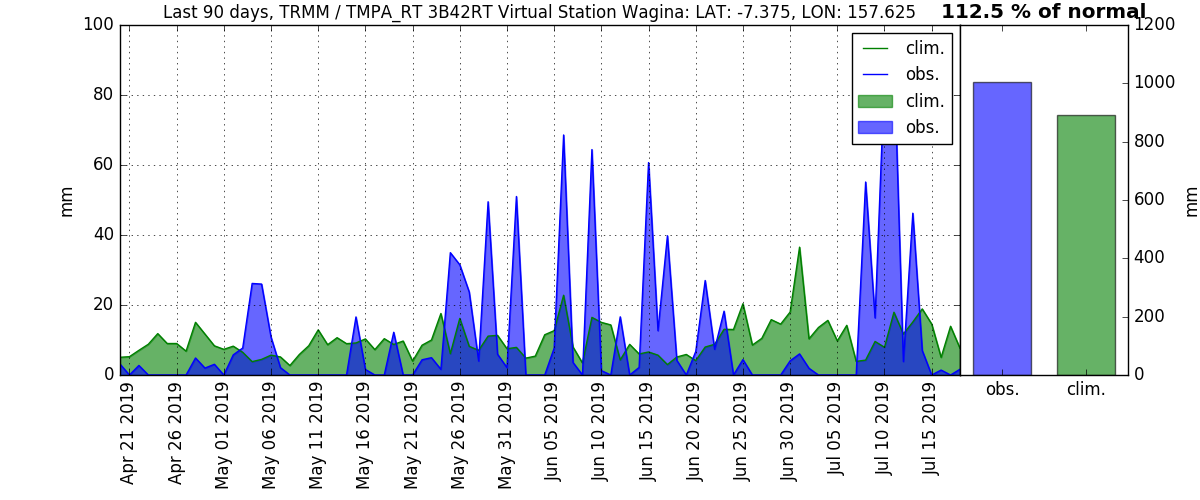 Last 90 days, TRMM / TMPA_RT 3B42RT Virtual Station Wagina: LAT: -7.375, LON: 157.625
112.5 % of normal
mm
100
80
60
40
20
0
clim.
obs.
clim.
obs.
Apr 21 2019
Apr 26 2019
May 01 2019
May 06 2019
May 11 2019
May 16 2019
May 21 2019
May 26 2019
May 31 2019
Jun 05 2019
Jun 10 2019
Jun 15 2019
Jun 20 2019
Jun 25 2019
Jun 30 2019
Jul 05 2019
Jul 10 2019
Jul 15 2019
1200
1000
800
600
400
200
0
mm
obs.
clim.